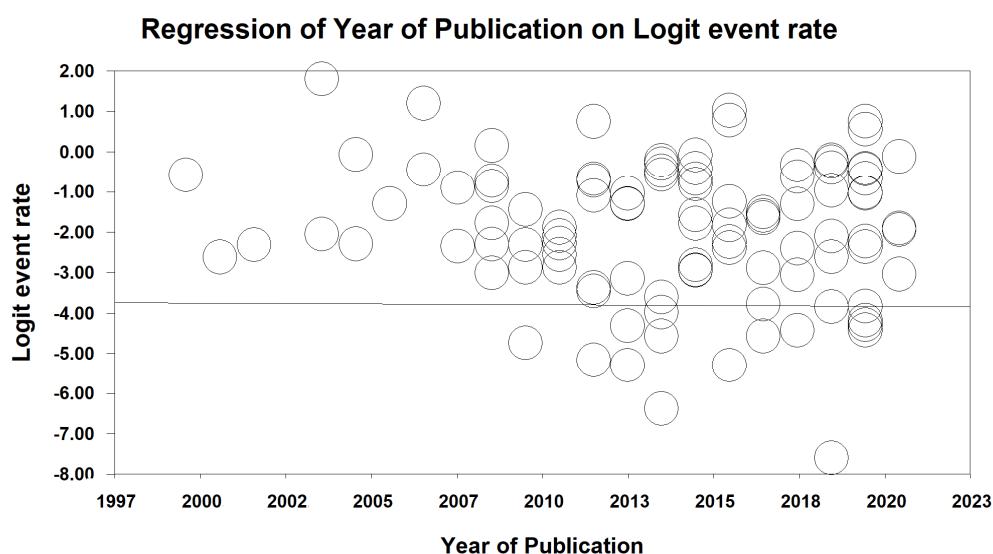 Regression of Year of Publication on Logit event rate
2.00
1.00
0.00
-1.00
-2.00
-3.00
-4.00
-5.00
-6.00
-7.00
-8.00
Logit event rate
1997 2000 2002 2005 2007 2010 2013 2015 2018 2020 2023
Year of Publication